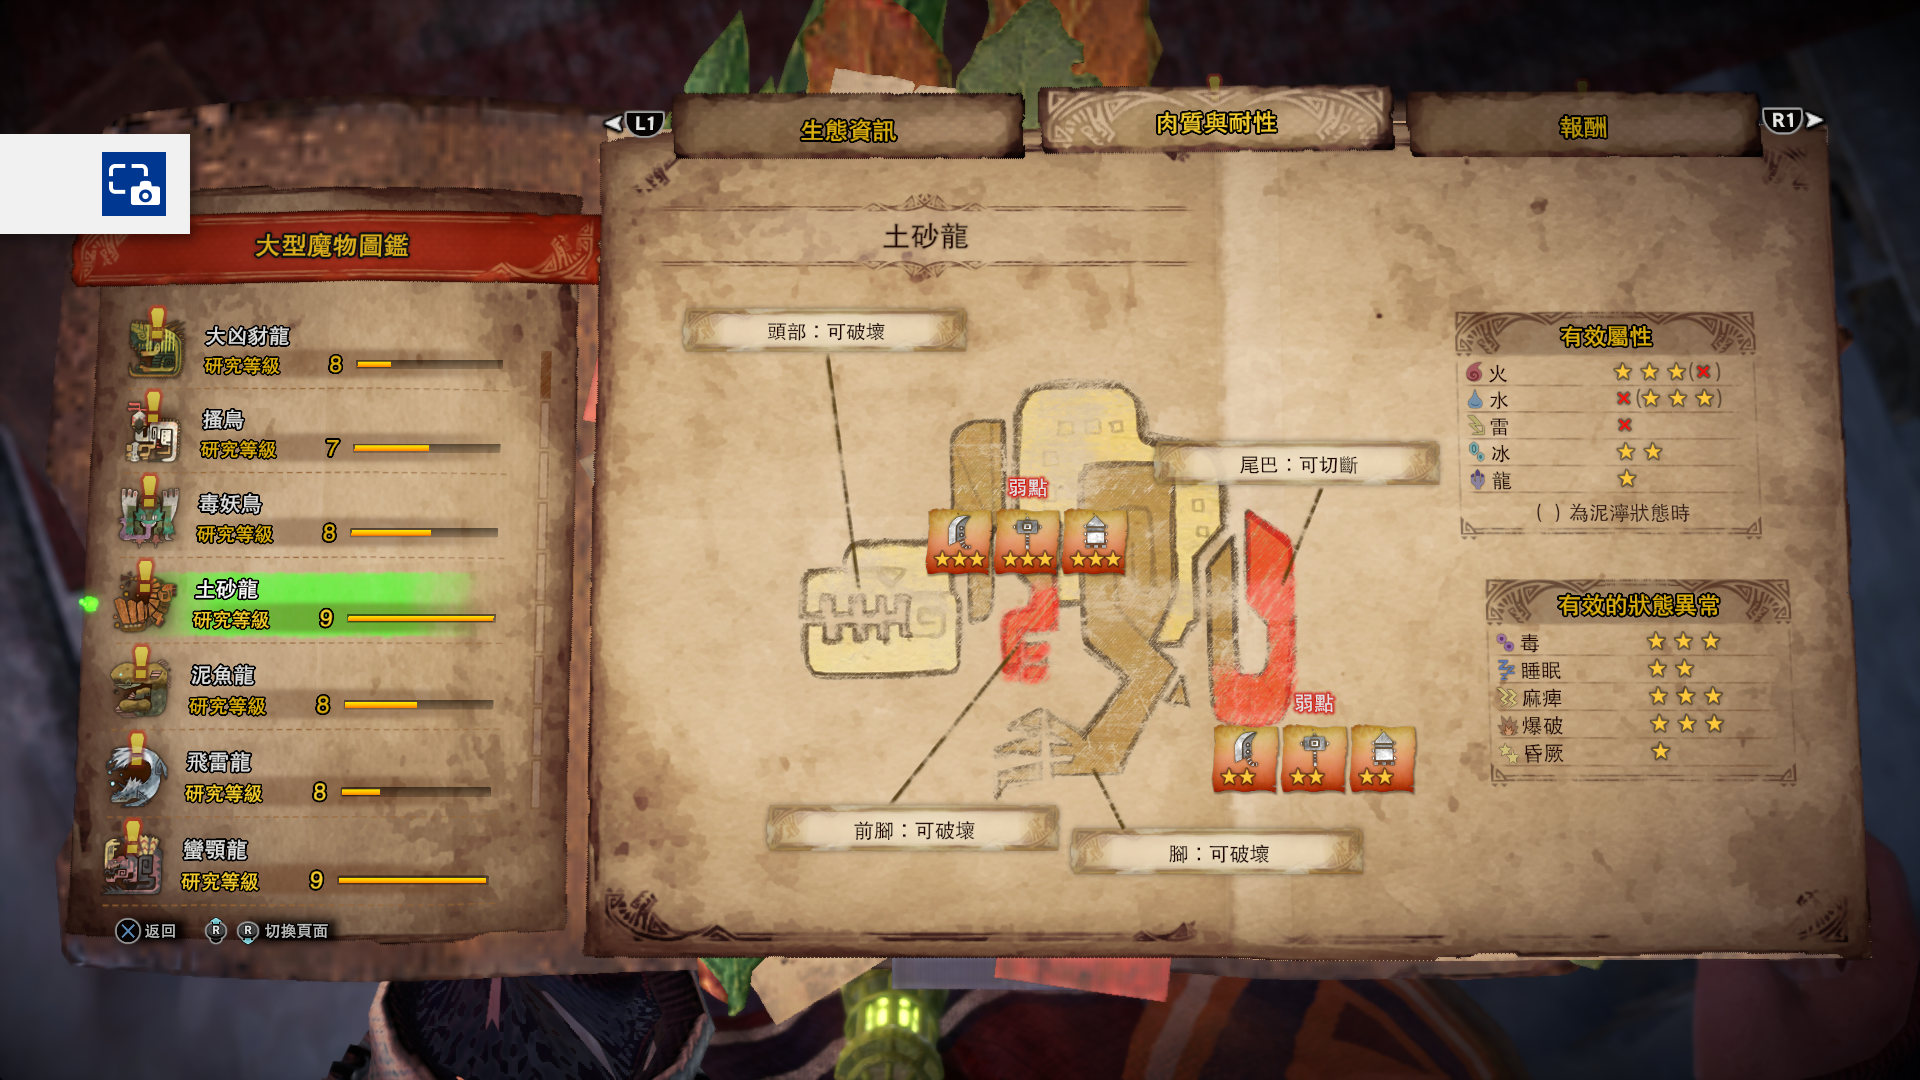 L1
生態資訊
肉質與耐性
報酬
R1
大型魔物圖鑑
大凶豺龍
研究等級 8
搔鳥
研究等級 7
毒妖鳥
研究等級 8
土砂龍
研究等級 9
泥魚龍
研究等級 8
飛雷龍
研究等級 8
蠻顎龍
研究等級 9
返回
R
R
切換頁面
土砂龍
頭部：可破壞
尾巴：可切斷
弱點
弱點
前腳：可破壞
腳：可破壞
有效屬性
火 ★★★(×)
水 ×(★★★)
雷 ×
冰 ★★
龍 ★
( ) 為泥濘狀態時
有效的狀態異常
毒 ★★★
睡眠 ★★
麻痺 ★★★
爆破 ★★★
昏厥 ★